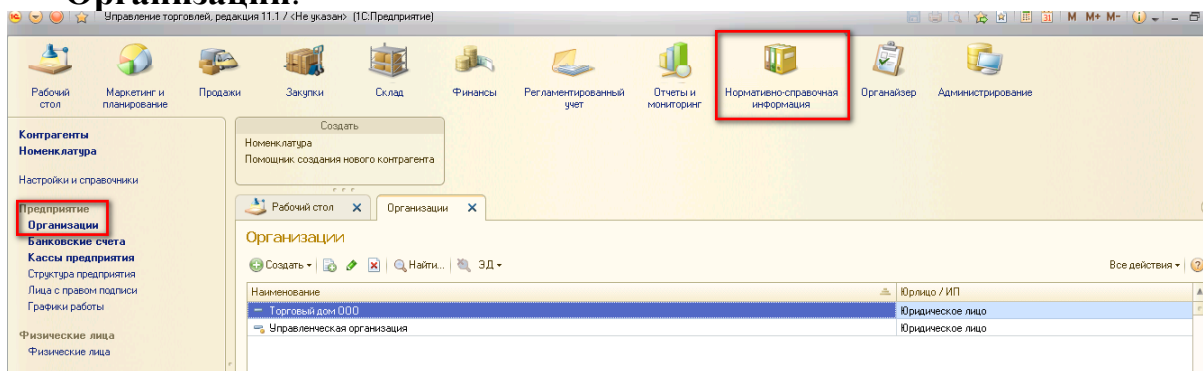 Организации.
Управление торговлей, редакция 11.1 / <Не указан> (1С:Предприятие)
M M+ M-
Рабочий стол
Маркетинг и планирование
Продажи
Закупки
Склад
Финансы
Регламентированный учет
Отчеты и мониторинг
Нормативно-справочная информация
Органайзер
Администрирование
Контрагенты
Номенклатура
Настройки и справочники
Предприятие
Организации
Банковские счета
Кассы предприятия
Структура предприятия
Лица с правом подписи
Графики работы
Физические лица
Физические лица
Создать
Номенклатура
Помощник создания нового контрагента
Рабочий стол
Организации
Организации
Создать
Найти...
ЭД
Все действия
Наименование
Юрлицо / ИП
Торговый дом ООО
Юридическое лицо
Управленческая организация
Юридическое лицо